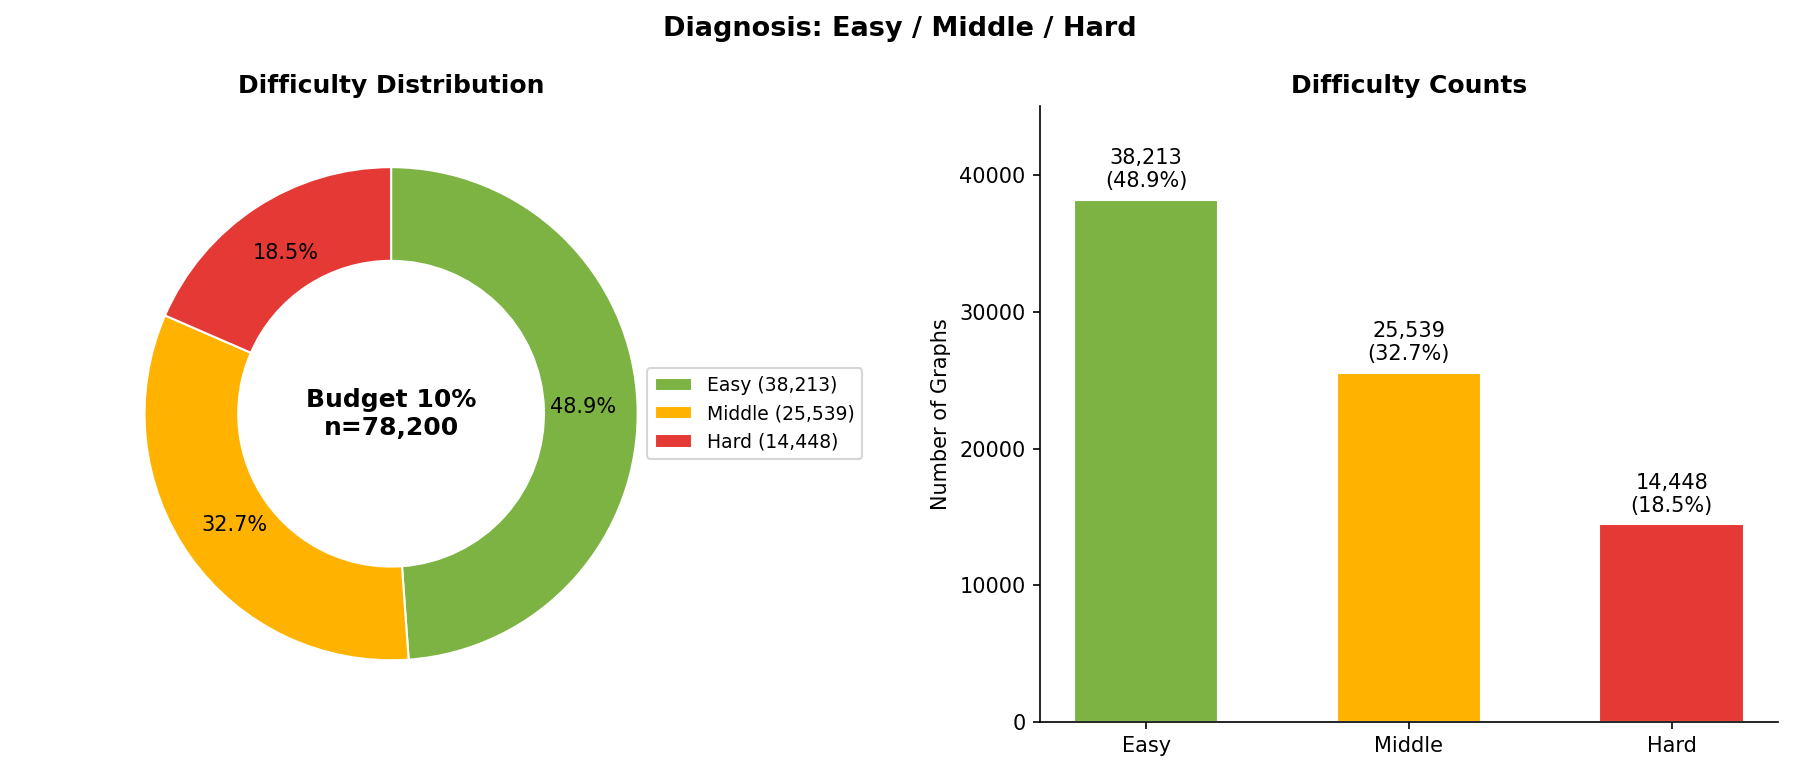 Diagnosis: Easy / Middle / Hard
Difficulty Distribution
18.5%
48.9%
32.7%
Budget 10%
n=78,200
Easy (38,213)
Middle (25,539)
Hard (14,448)
Difficulty Counts
Number of Graphs
40000
30000
20000
10000
0
38,213
(48.9%)
25,539
(32.7%)
14,448
(18.5%)
Easy
Middle
Hard